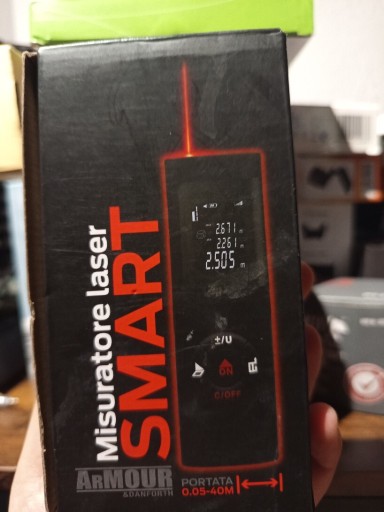 Misuratore laser
SMART
2.671 m
2.261 m
2.505 m
±/U
ON
C/OFF
ARMOUR
&DANFORTH
PORTATA
0.05-40M